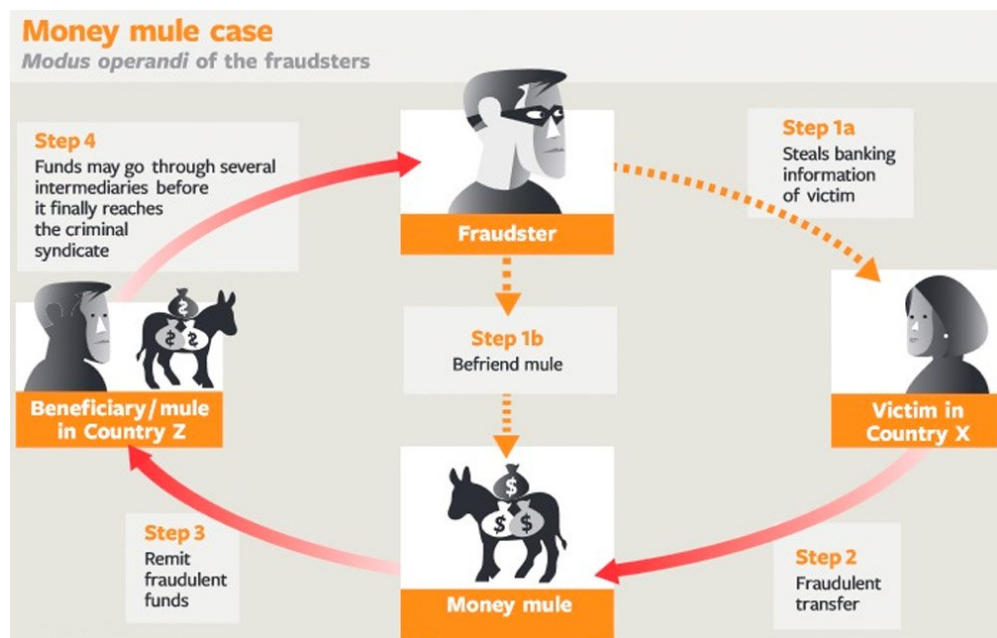 Money mule case
Modus operandi of the fraudsters
Step 4
Funds may go through several
intermediaries before
it finally reaches
the criminal
syndicate
Fraudster
Step 1a
Steals banking
information
of victim
Step 1b
Befriend mule
$
$ $
Beneficiary/mule
in Country Z
Victim in
Country X
$
$ $
Money mule
Step 3
Remit
fraudulent
funds
Step 2
Fraudulent
transfer